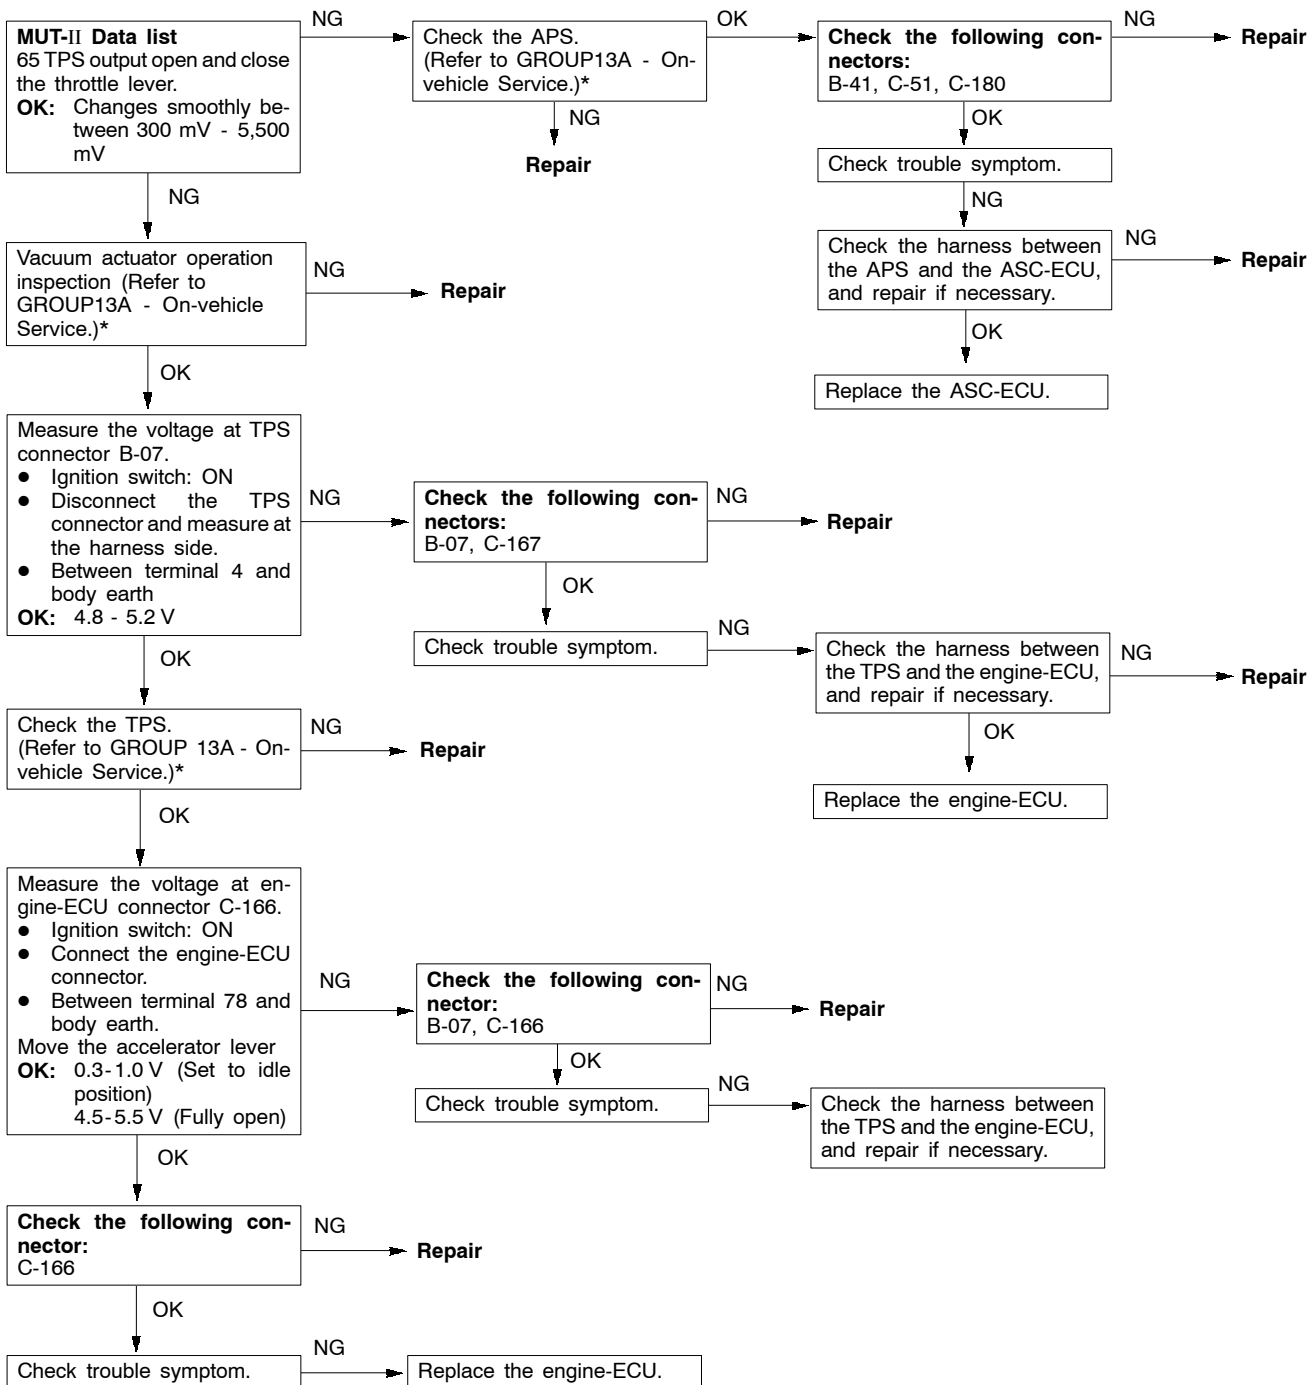 MUT-II Data list
65 TPS output open and close
the throttle lever.
OK: Changes smoothly be-
tween 300 mV - 5,500
mV
NG
Check the APS.
(Refer to GROUP13A - On-
vehicle Service.)*
OK
Check the following con-
nectors:
B-41, C-51, C-180
NG
Repair
NG
Repair
OK
Check trouble symptom.
NG
Check the harness between
the APS and the ASC-ECU,
and repair if necessary.
NG
Repair
OK
Replace the ASC-ECU.
NG
Vacuum actuator operation
inspection (Refer to
GROUP13A - On-vehicle
Service.)*
NG
Repair
OK
Measure the voltage at TPS
connector B-07.
● Ignition switch: ON
● Disconnect the TPS
connector and measure at
the harness side.
● Between terminal 4 and
body earth
OK: 4.8 - 5.2 V
NG
Check the following con-
nectors:
B-07, C-167
NG
Repair
OK
Check trouble symptom.
NG
Check the harness between
the TPS and the engine-ECU,
and repair if necessary.
NG
Repair
OK
Replace the engine-ECU.
OK
Check the TPS.
(Refer to GROUP 13A - On-
vehicle Service.)*
NG
Repair
OK
Measure the voltage at en-
gine-ECU connector C-166.
● Ignition switch: ON
● Connect the engine-ECU
connector.
● Between terminal 78 and
body earth.
Move the accelerator lever
OK: 0.3-1.0 V (Set to idle
position)
4.5-5.5 V (Fully open)
NG
Check the following con-
nector:
B-07, C-166
NG
Repair
OK
Check trouble symptom.
NG
Check the harness between
the TPS and the engine-ECU,
and repair if necessary.
OK
Check the following con-
nector:
C-166
NG
Repair
OK
Check trouble symptom.
NG
Replace the engine-ECU.